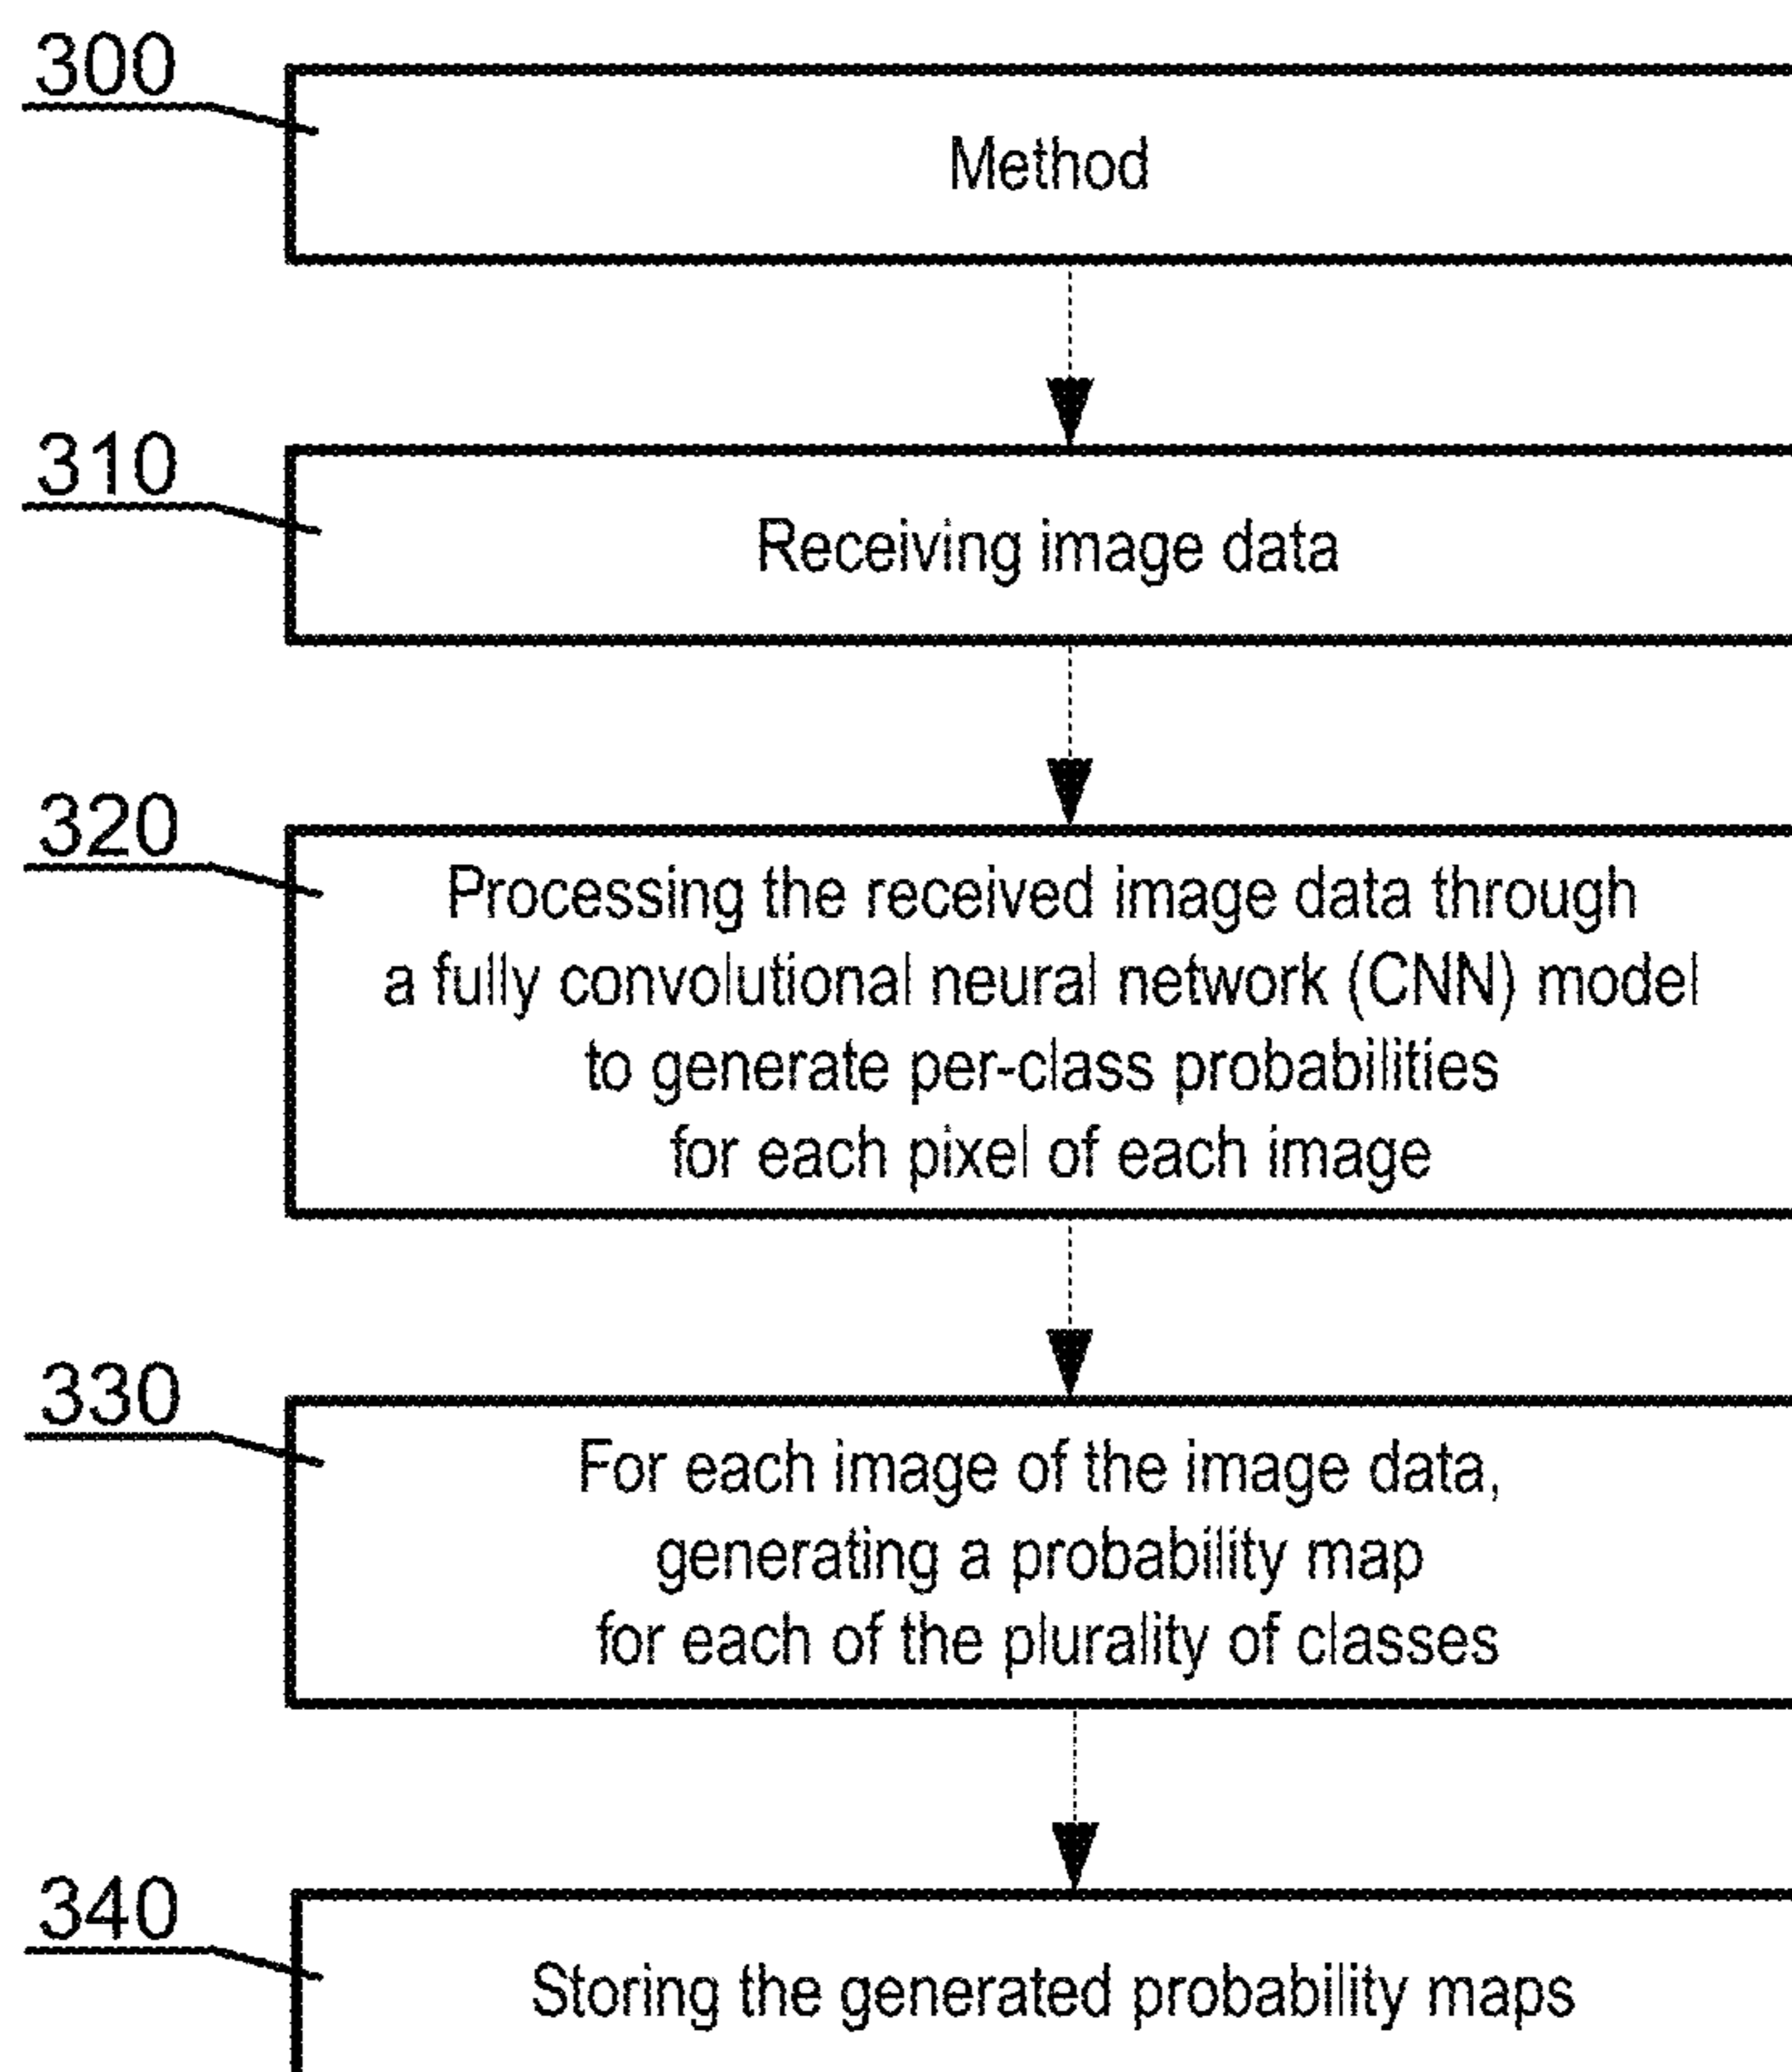 300
Method
310
Receiving image data
320
Processing the received image data through
a fully convolutional neural network (CNN) model
to generate per-class probabilities
for each pixel of each image
330
For each image of the image data,
generating a probability map
for each of the plurality of classes
340
Storing the generated probability maps